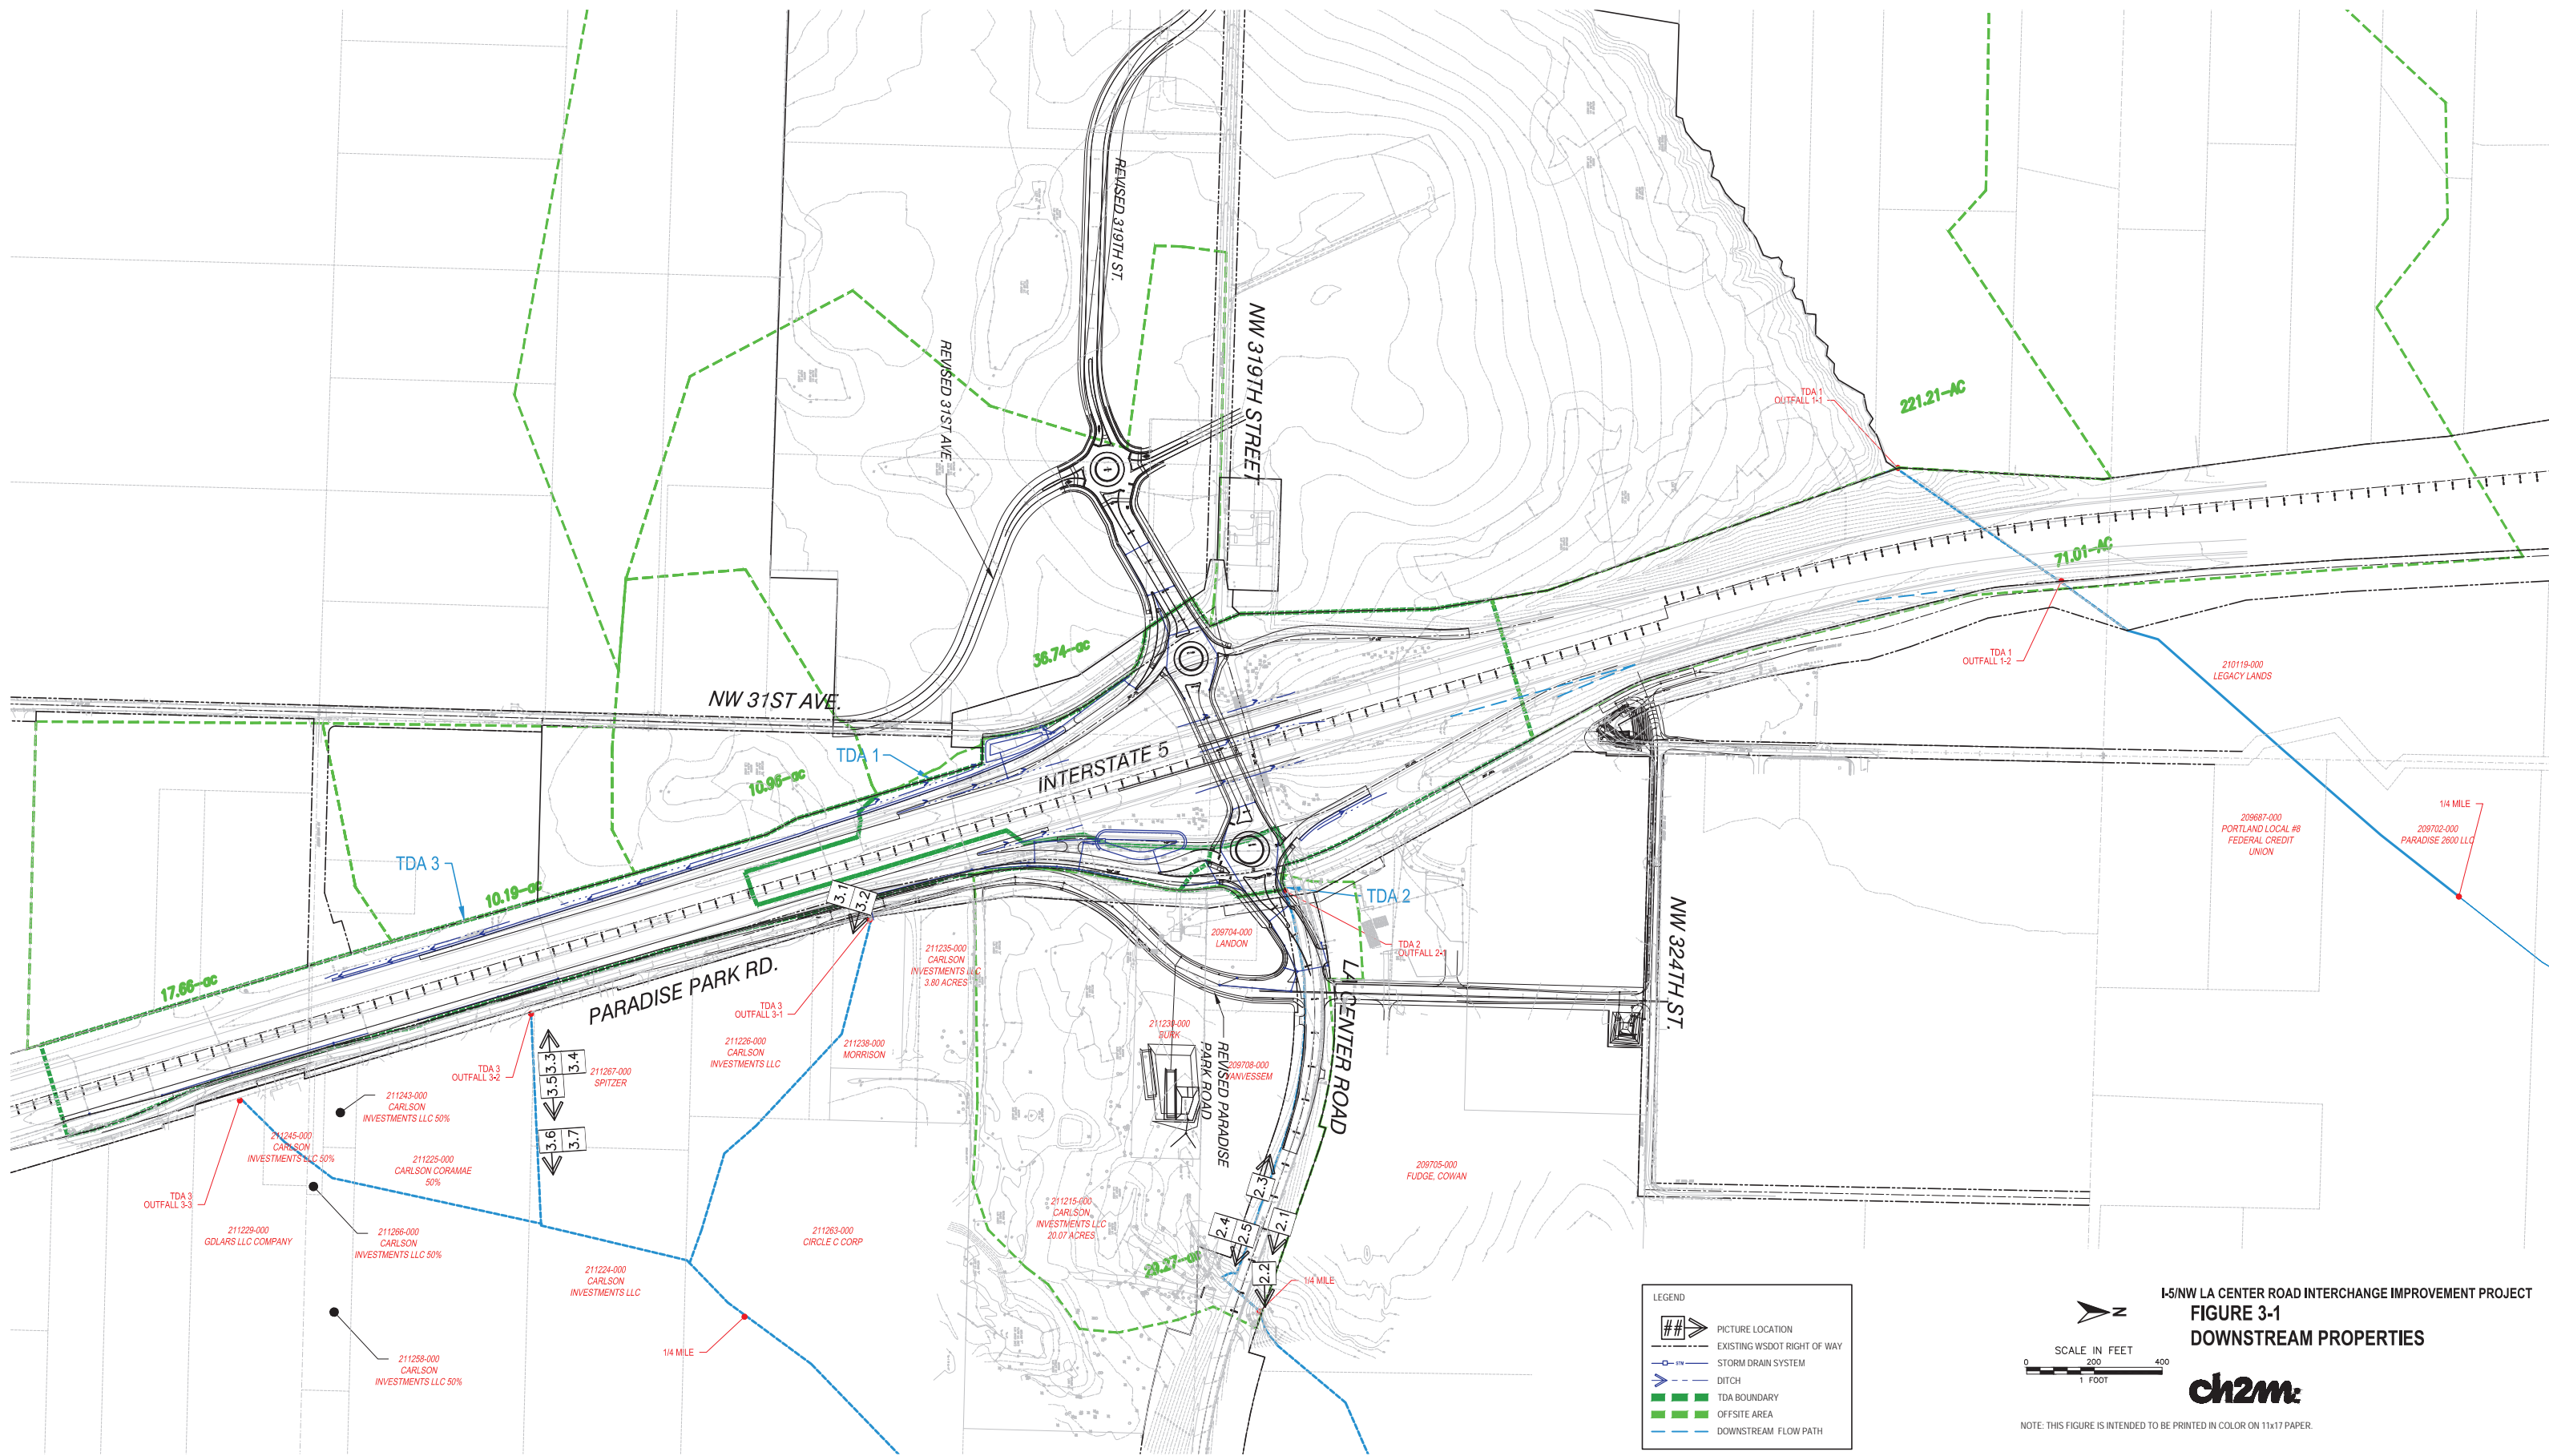 REVISED 319TH ST.
NW 319TH STREET
REVISED 31ST AVE.
TDA 1
OUTFALL 1-1
221.21-AC
71.01-AC
TDA 1
OUTFALL 1-2
210119-000
LEGACY LANDS
36.74-ac
NW 31ST AVE.
TDA 1
INTERSTATE 5
10.96-ac
TDA 3
10.19-ac
17.66-ac
3.1
3.2
TDA 2
TDA 2
OUTFALL 2-1
209704-000
LANDON
211235-000
CARLSON
INVESTMENTS LLC
3.80 ACRES
PARADISE PARK RD.
TDA 3
OUTFALL 3-1
LA CENTER ROAD
NW 324TH ST.
209687-000
PORTLAND LOCAL #8
FEDERAL CREDIT
UNION
1/4 MILE
209702-000
PARADISE 2600 LLC
211226-000
CARLSON
INVESTMENTS LLC
211238-000
MORRISON
211230-000
BURK
REVISED PARADISE
PARK ROAD
209708-000
VANVESSEM
TDA 3
OUTFALL 3-2
3.3
3.4
3.5
3.6
3.7
211267-000
SPITZER
211243-000
CARLSON
INVESTMENTS LLC 50%
211245-000
CARLSON
INVESTMENTS LLC 50%
211225-000
CARLSON CORAMAE
50%
TDA 3
OUTFALL 3-3
211229-000
GDLARS LLC COMPANY
211266-000
CARLSON
INVESTMENTS LLC 50%
211224-000
CARLSON
INVESTMENTS LLC
211263-000
CIRCLE C CORP
211215-000
CARLSON
INVESTMENTS LLC
20.07 ACRES
209705-000
FUDGE, COWAN
2.3
2.4
2.5
2.1
2.2
29.27-ac
1/4 MILE
211258-000
CARLSON
INVESTMENTS LLC 50%
1/4 MILE
LEGEND
## PICTURE LOCATION
EXISTING WSDOT RIGHT OF WAY
STM STORM DRAIN SYSTEM
DITCH
TDA BOUNDARY
OFFSITE AREA
DOWNSTREAM FLOW PATH
N
SCALE IN FEET
0 200 400
1 FOOT
I-5/NW LA CENTER ROAD INTERCHANGE IMPROVEMENT PROJECT
FIGURE 3-1
DOWNSTREAM PROPERTIES
ch2m:
NOTE: THIS FIGURE IS INTENDED TO BE PRINTED IN COLOR ON 11x17 PAPER.